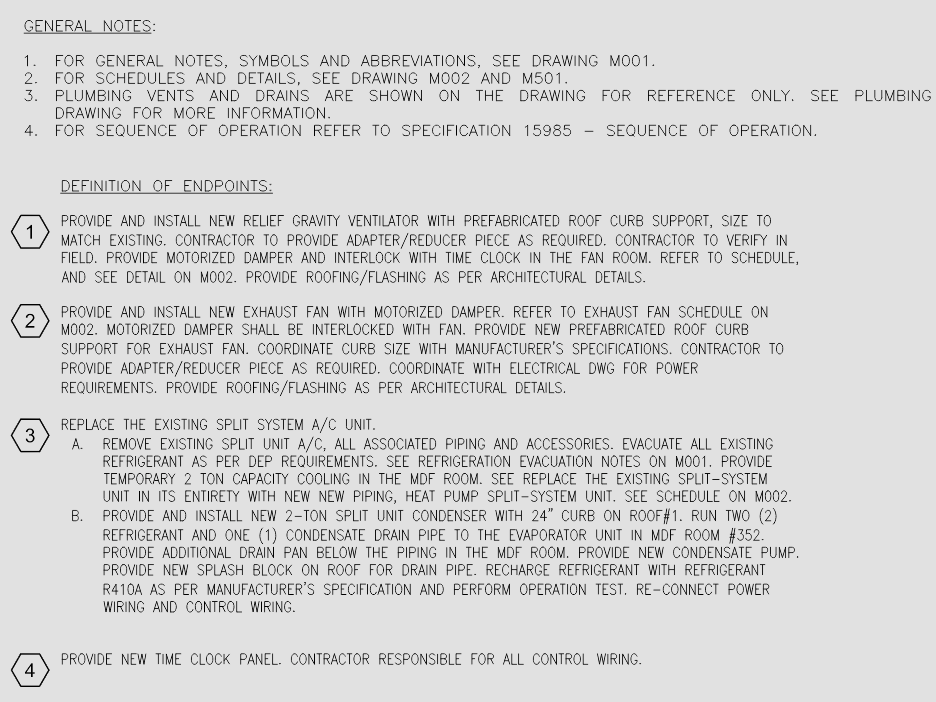 GENERAL NOTES:
1. FOR GENERAL NOTES, SYMBOLS AND ABBREVIATIONS, SEE DRAWING M001.
2. FOR SCHEDULES AND DETAILS, SEE DRAWING M002 AND M501.
3. PLUMBING VENTS AND DRAINS ARE SHOWN ON THE DRAWING FOR REFERENCE ONLY. SEE PLUMBING
DRAWING FOR MORE INFORMATION.
4. FOR SEQUENCE OF OPERATION REFER TO SPECIFICATION 15985 – SEQUENCE OF OPERATION.
DEFINITION OF ENDPOINTS:
1 PROVIDE AND INSTALL NEW RELIEF GRAVITY VENTILATOR WITH PREFABRICATED ROOF CURB SUPPORT, SIZE TO
MATCH EXISTING. CONTRACTOR TO PROVIDE ADAPTER/REDUCER PIECE AS REQUIRED. CONTRACTOR TO VERIFY IN
FIELD. PROVIDE MOTORIZED DAMPER AND INTERLOCK WITH TIME CLOCK IN THE FAN ROOM. REFER TO SCHEDULE,
AND SEE DETAIL ON M002. PROVIDE ROOFING/FLASHING AS PER ARCHITECTURAL DETAILS.
2 PROVIDE AND INSTALL NEW EXHAUST FAN WITH MOTORIZED DAMPER. REFER TO EXHAUST FAN SCHEDULE ON
M002. MOTORIZED DAMPER SHALL BE INTERLOCKED WITH FAN. PROVIDE NEW PREFABRICATED ROOF CURB
SUPPORT FOR EXHAUST FAN. COORDINATE CURB SIZE WITH MANUFACTURER'S SPECIFICATIONS. CONTRACTOR TO
PROVIDE ADAPTER/REDUCER PIECE AS REQUIRED. COORDINATE WITH ELECTRICAL DWG FOR POWER
REQUIREMENTS. PROVIDE ROOFING/FLASHING AS PER ARCHITECTURAL DETAILS.
3 REPLACE THE EXISTING SPLIT SYSTEM A/C UNIT.
A. REMOVE EXISTING SPLIT UNIT A/C, ALL ASSOCIATED PIPING AND ACCESSORIES. EVACUATE ALL EXISTING
REFRIGERANT AS PER DEP REQUIREMENTS. SEE REFRIGERATION EVACUATION NOTES ON M001. PROVIDE
TEMPORARY 2 TON CAPACITY COOLING IN THE MDF ROOM. SEE REPLACE THE EXISTING SPLIT-SYSTEM
UNIT IN ITS ENTIRETY WITH NEW NEW PIPING, HEAT PUMP SPLIT-SYSTEM UNIT. SEE SCHEDULE ON M002.
B. PROVIDE AND INSTALL NEW 2-TON SPLIT UNIT CONDENSER WITH 24" CURB ON ROOF#1. RUN TWO (2)
REFRIGERANT AND ONE (1) CONDENSATE DRAIN PIPE TO THE EVAPORATOR UNIT IN MDF ROOM #352.
PROVIDE ADDITIONAL DRAIN PAN BELOW THE PIPING IN THE MDF ROOM. PROVIDE NEW CONDENSATE PUMP.
PROVIDE NEW SPLASH BLOCK ON ROOF FOR DRAIN PIPE. RECHARGE REFRIGERANT WITH REFRIGERANT
R410A AS PER MANUFACTURER'S SPECIFICATION AND PERFORM OPERATION TEST. RE-CONNECT POWER
WIRING AND CONTROL WIRING.
4 PROVIDE NEW TIME CLOCK PANEL. CONTRACTOR RESPONSIBLE FOR ALL CONTROL WIRING.